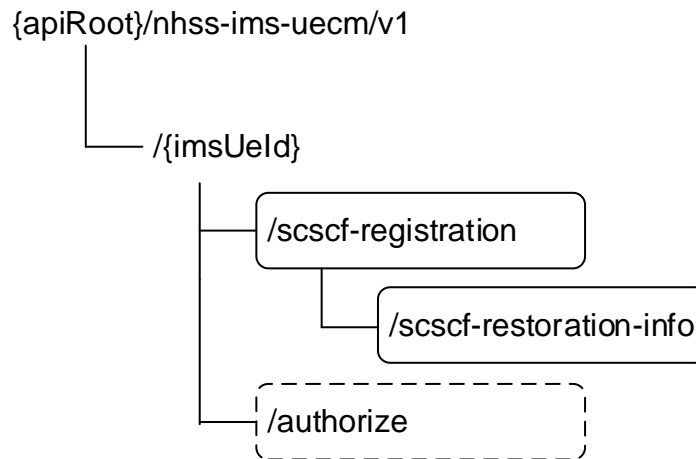 {apiRoot}/nhss-ims-uecm/v1
/{imsUeId}
/scscf-registration
/scscf-restoration-info
/authorize